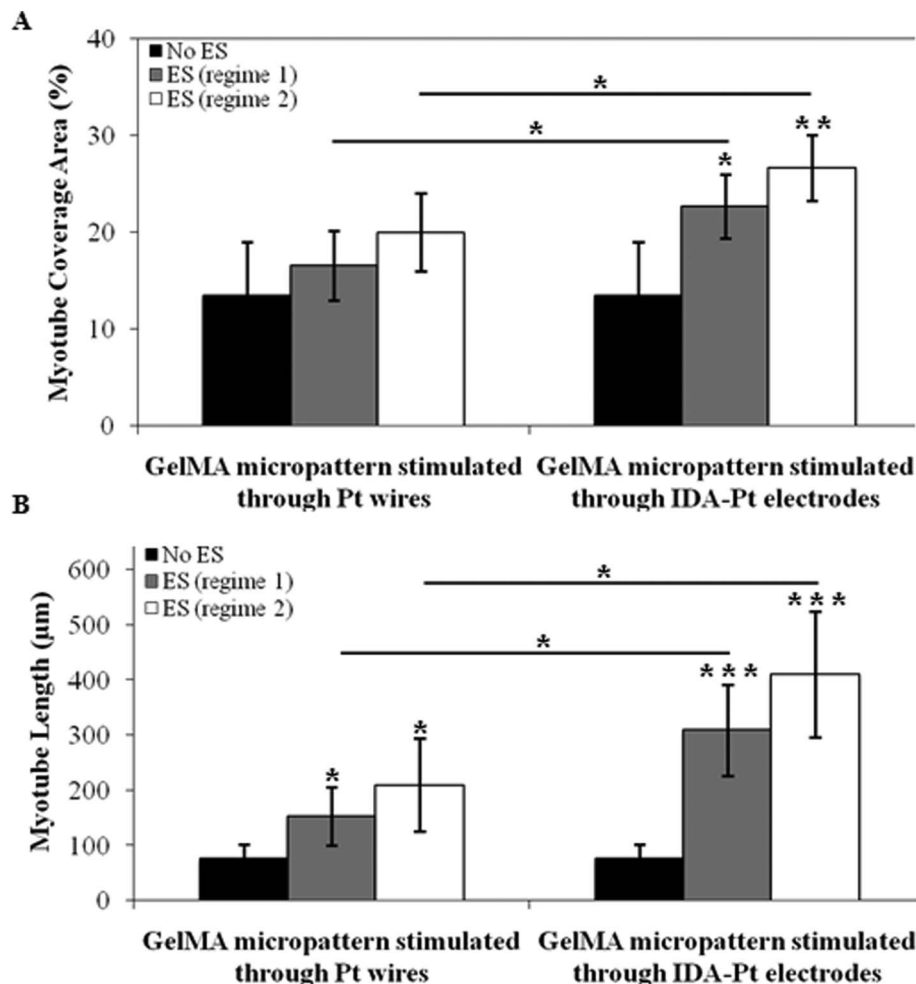 A
Myotube Coverage Area (%)
40
30
20
10
0
No ES
ES (regime 1)
ES (regime 2)
*
*
*
**
GelMA micropattern stimulated
through Pt wires
GelMA micropattern stimulated
through IDA-Pt electrodes
B
Myotube Length (µm)
600
500
400
300
200
100
0
No ES
ES (regime 1)
ES (regime 2)
*
*
*
*
***
***
GelMA micropattern stimulated
through Pt wires
GelMA micropattern stimulated
through IDA-Pt electrodes